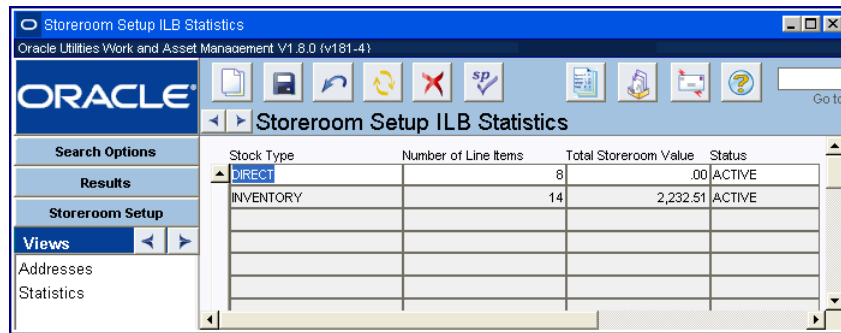 Storeroom Setup ILB Statistics
Oracle Utilities Work and Asset Management V1.8.0 (v181-4)
ORACLE
sp
Go to
Storeroom Setup ILB Statistics
Search Options
Results
Storeroom Setup
Views
Addresses
Statistics
Stock Type Number of Line Items Total Storeroom Value Status
DIRECT 8 .00 ACTIVE
INVENTORY 14 2,232.51 ACTIVE